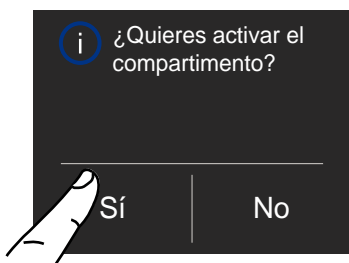 i
¿Quieres activar el
compartimento?
Sí
No